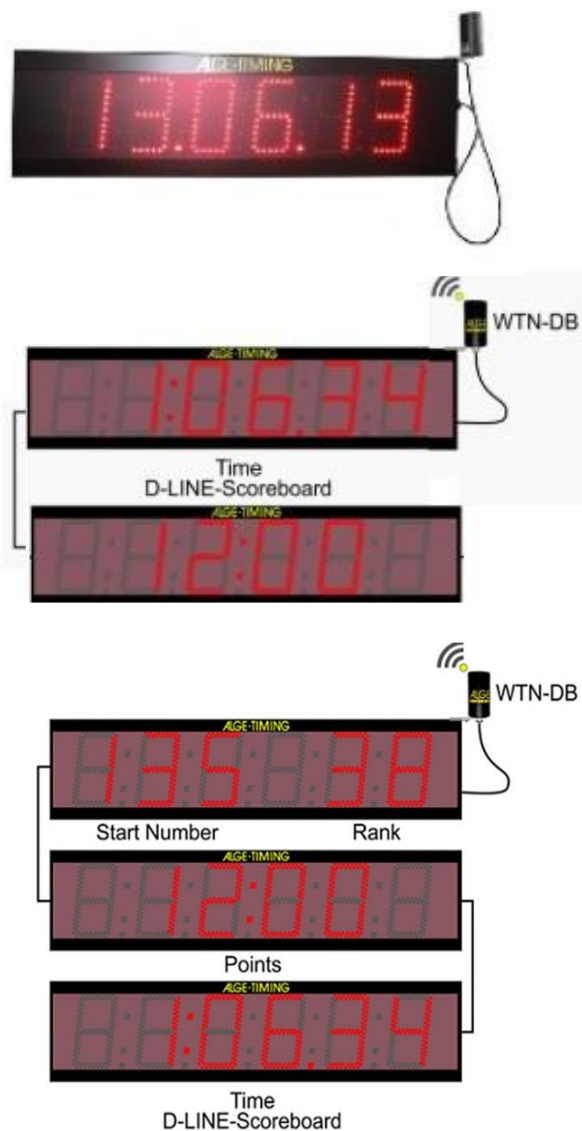 ALGE-TIMING
13.06.13
WTN-DB
ALGE
ALGE-TIMING
1:06.34
Time
D-LINE-Scoreboard
ALGE-TIMING
12:00
WTN-DB
ALGE
ALGE-TIMING
135 38
Start Number Rank
ALGE-TIMING
12:00
Points
ALGE-TIMING
1:06.34
Time
D-LINE-Scoreboard